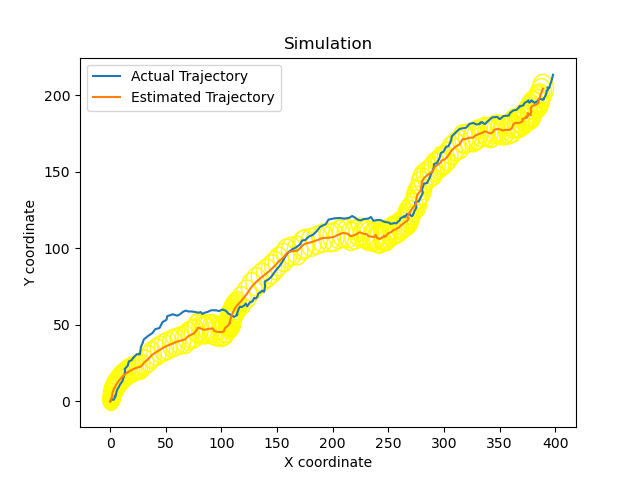 Simulation
Actual Trajectory
Estimated Trajectory
Y coordinate
200
150
100
50
0
0 50 100 150 200 250 300 350 400
X coordinate